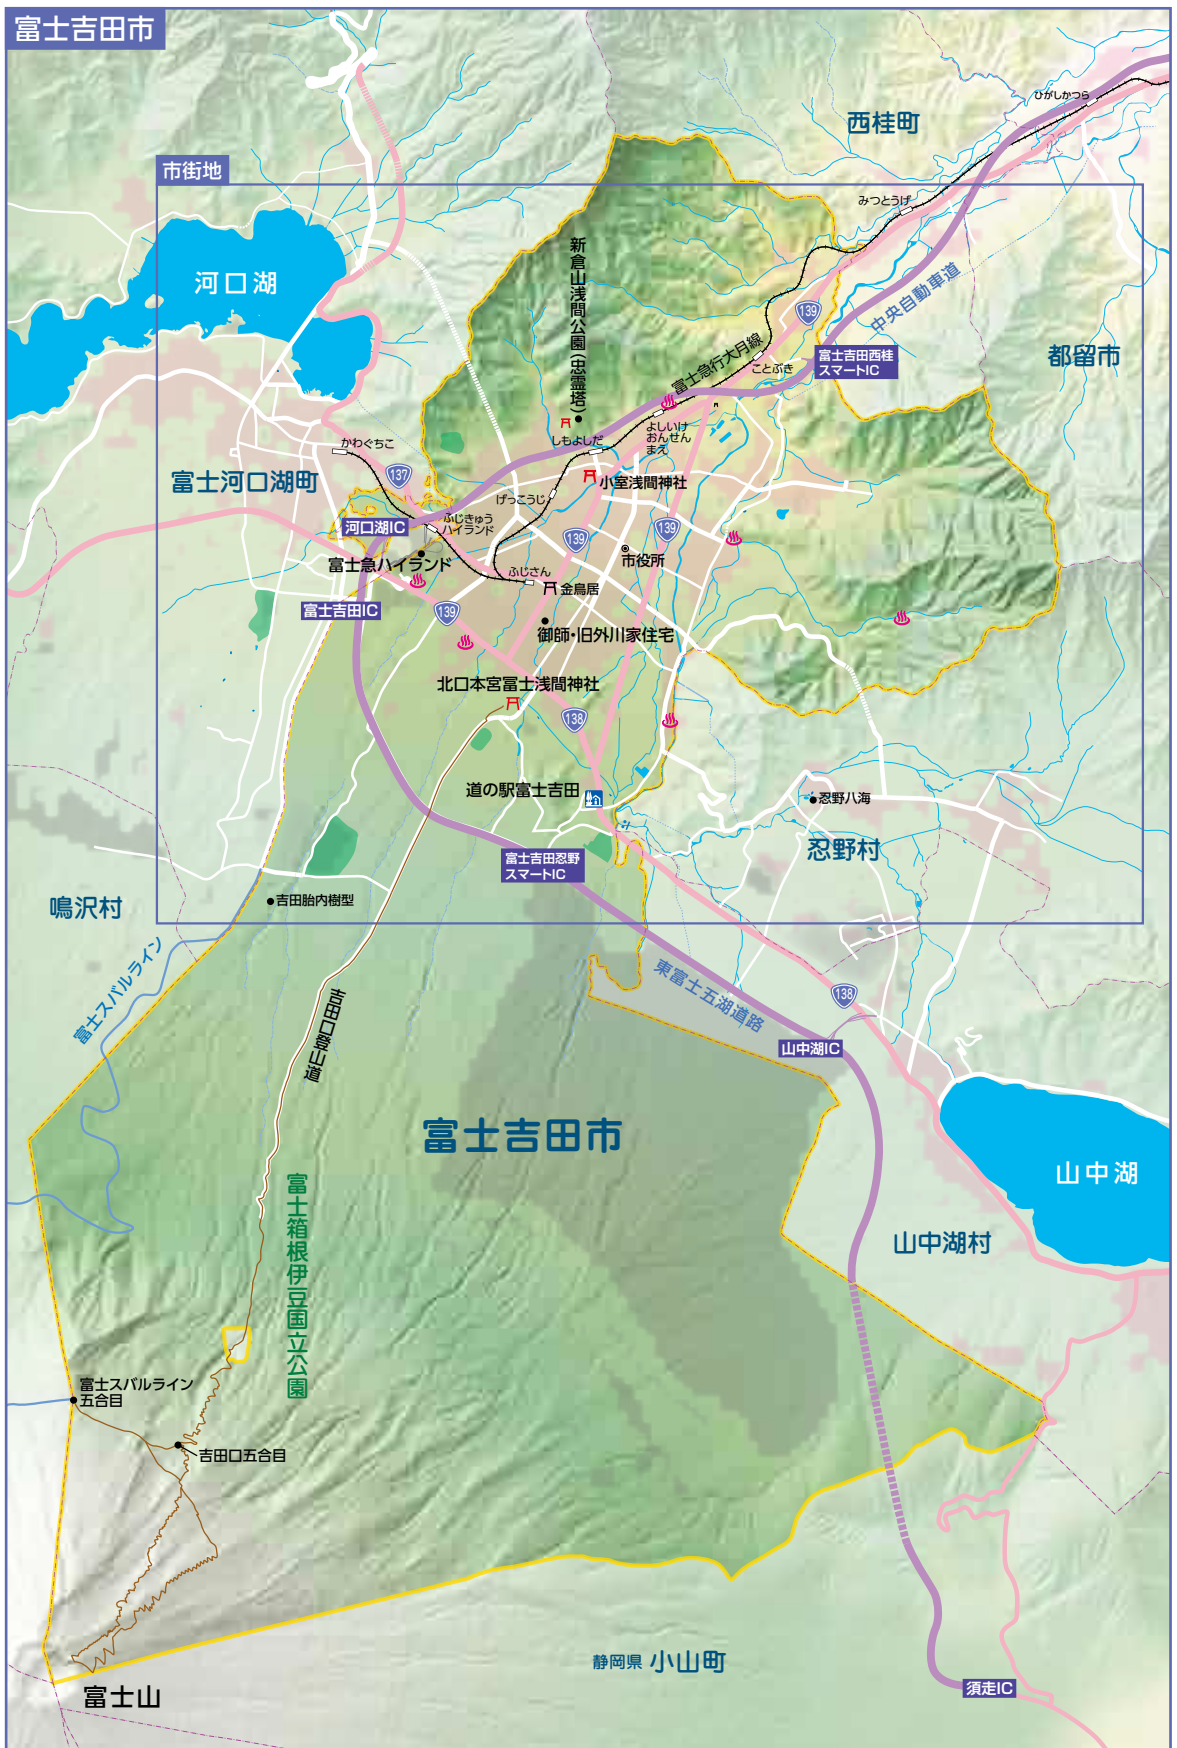 富士吉田市
ひがしかつら
西桂町
市街地
みつとうげ
河口湖
新倉山浅間公園(忠霊塔)
中央自動車道
139
富士急行大月線
ことぶき
富士吉田西桂
スマートIC
都留市
よしいけ
おんせん
まえ
しもよしだ
かわぐちこ
富士河口湖町
137
小室浅間神社
げっこうじ
河口湖IC
ふじきゅう
ハイランド
139
139
市役所
富士急ハイランド
ふじさん
金鳥居
富士吉田IC
139
御師・旧外川家住宅
北口本宮富士浅間神社
138
道の駅富士吉田
忍野八海
忍野村
富士吉田忍野
スマートIC
鳴沢村
吉田胎内樹型
富士スバルライン
東富士五湖道路
吉田口登山道
138
山中湖IC
富士吉田市
山中湖
富士箱根伊豆国立公園
山中湖村
富士スバルライン
五合目
吉田口五合目
静岡県 小山町
須走IC
富士山